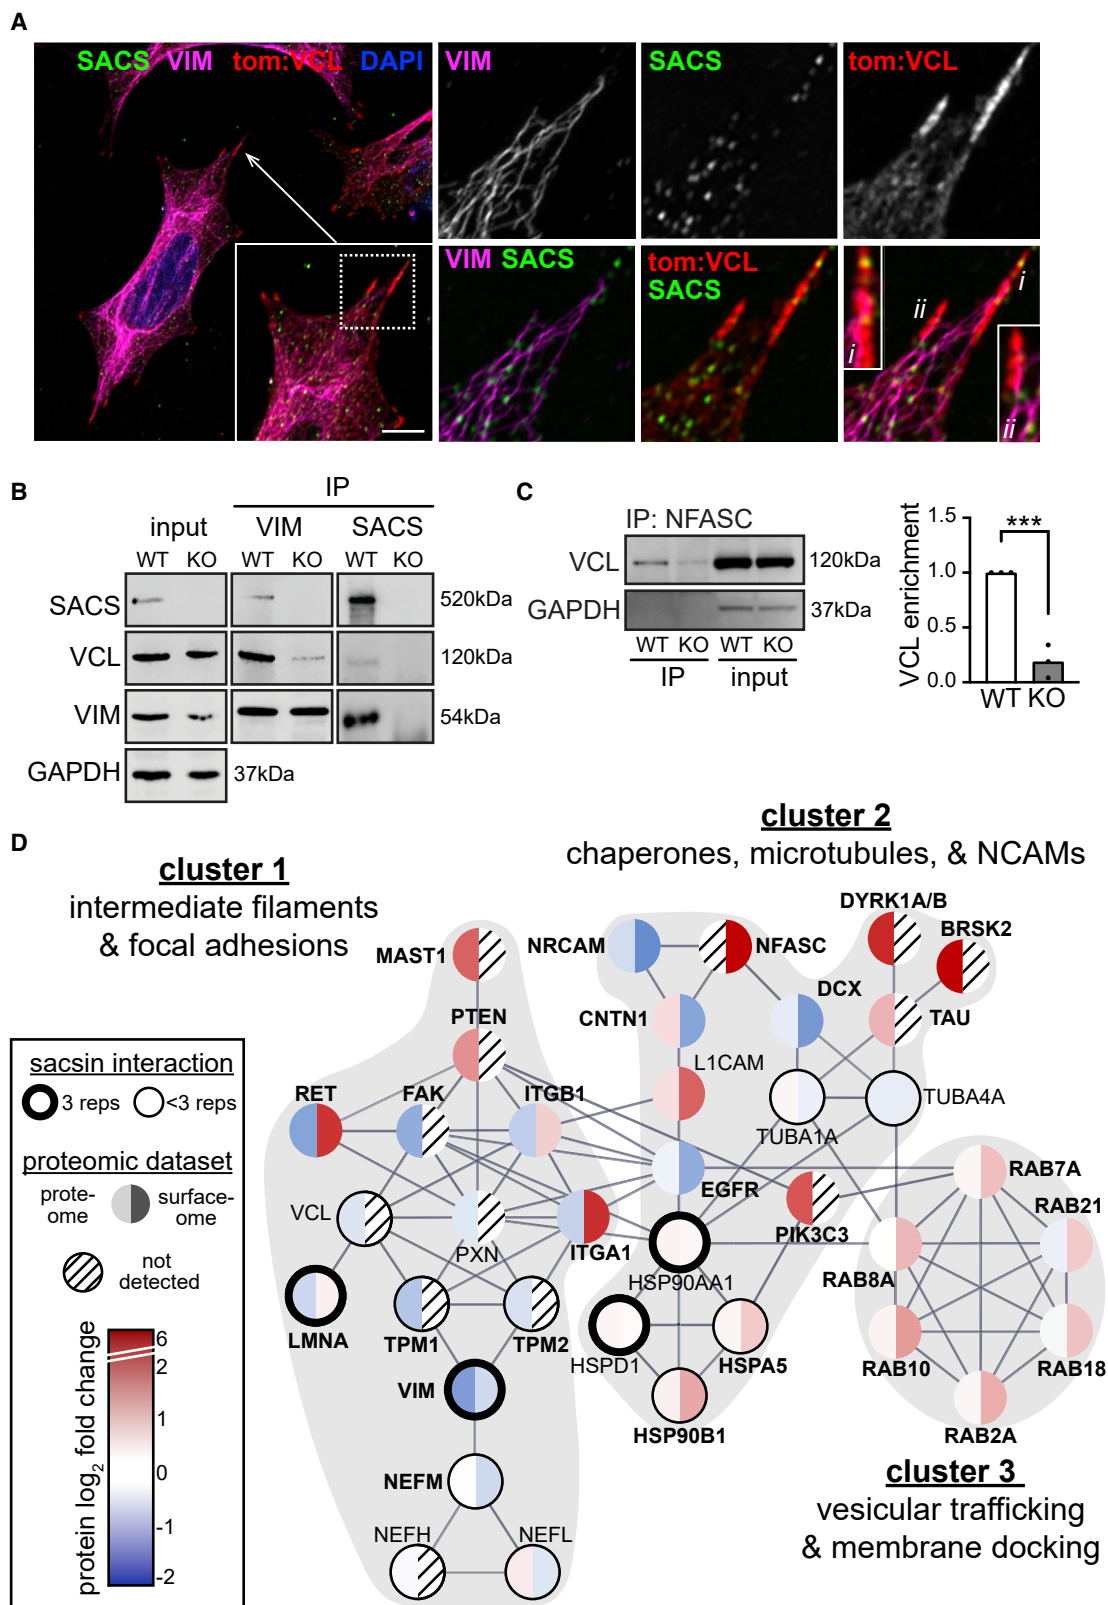 A
SACS VIM tom:VCL DAPI
VIM
SACS
tom:VCL
VIM SACS
tom:VCL
SACS
i
ii
i
ii
B
IP
input VIM SACS
WT KO WT KO WT KO
SACS 520kDa
VCL 120kDa
VIM 54kDa
GAPDH 37kDa
C
IP: NFASC
VCL 120kDa
GAPDH 37kDa
WT KO WT KO
IP input
VCL enrichment
1.5
1.0
0.5
0.0
***
WT KO
D
cluster 1
intermediate filaments
& focal adhesions
cluster 2
chaperones, microtubules, & NCAMs
MAST1
NRCAM
NFASC
DYRK1A/B
BRSK2
PTEN
CNTN1
DCX
TAU
L1CAM
RET
FAK
ITGB1
TUBA1A
TUBA4A
VCL
PXN
ITGA1
EGFR
PIK3C3
RAB7A
RAB21
HSP90AA1
RAB8A
LMNA
TPM1
TPM2
HSPD1
HSPA5
RAB10
RAB18
VIM
HSP90B1
RAB2A
NEFM
NEFH
NEFL
cluster 3
vesicular trafficking
& membrane docking
sacsin interaction
3 reps <3 reps
proteomic dataset
prote-
ome
surface-
ome
not
detected
protein log2 fold change
6
2
1
0
-1
-2